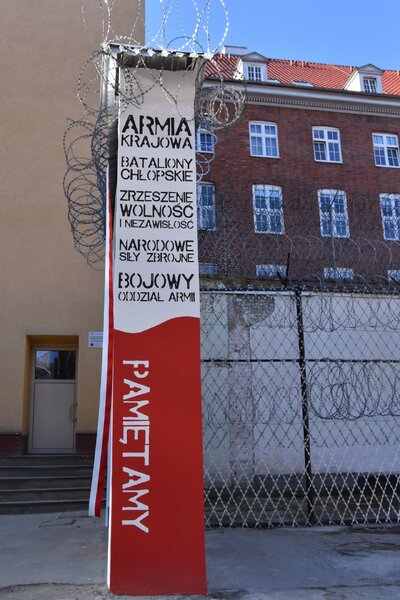 ARMIA
KRAJOWA
BATALIONY
CHŁOPSKIE
ZRZESZENIE
WOLNOŚĆ
I NIEZAWISŁOŚĆ
NARODOWE
SIŁY ZBROJNE
BOJOWY
ODDZIAŁ ARMII
PAMIĘTAMY